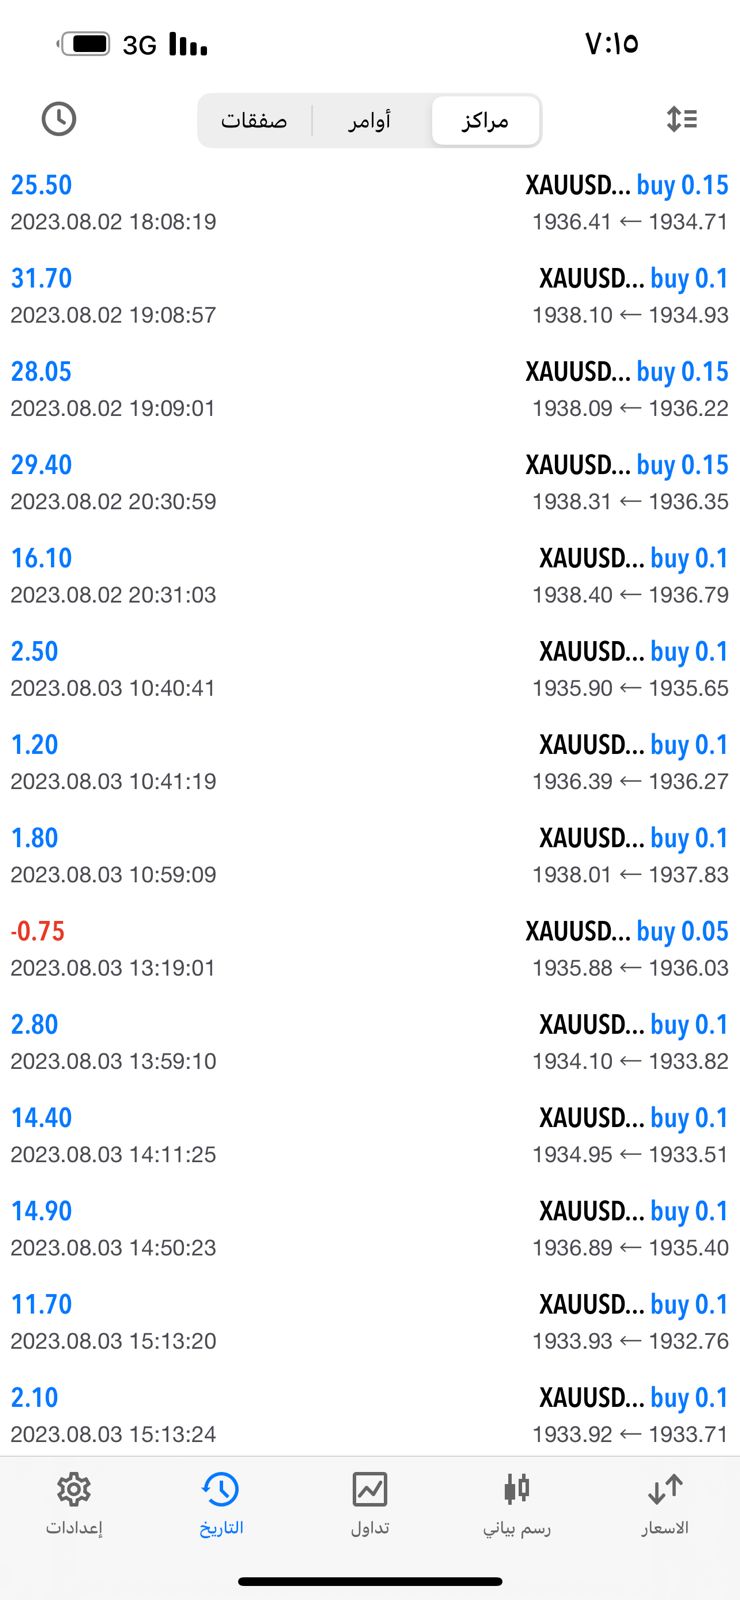 ٧:١٥
3G
مراكز
أوامر
صفقات
XAUUSD... buy 0.15
25.50
1934.71 ← 1936.41
2023.08.02 18:08:19
XAUUSD... buy 0.1
31.70
1934.93 ← 1938.10
2023.08.02 19:08:57
XAUUSD... buy 0.15
28.05
1936.22 ← 1938.09
2023.08.02 19:09:01
XAUUSD... buy 0.15
29.40
1936.35 ← 1938.31
2023.08.02 20:30:59
XAUUSD... buy 0.1
16.10
1936.79 ← 1938.40
2023.08.02 20:31:03
XAUUSD... buy 0.1
2.50
1935.65 ← 1935.90
2023.08.03 10:40:41
XAUUSD... buy 0.1
1.20
1936.27 ← 1936.39
2023.08.03 10:41:19
XAUUSD... buy 0.1
1.80
1937.83 ← 1938.01
2023.08.03 10:59:09
XAUUSD... buy 0.05
-0.75
1936.03 ← 1935.88
2023.08.03 13:19:01
XAUUSD... buy 0.1
2.80
1933.82 ← 1934.10
2023.08.03 13:59:10
XAUUSD... buy 0.1
14.40
1933.51 ← 1934.95
2023.08.03 14:11:25
XAUUSD... buy 0.1
14.90
1935.40 ← 1936.89
2023.08.03 14:50:23
XAUUSD... buy 0.1
11.70
1932.76 ← 1933.93
2023.08.03 15:13:20
XAUUSD... buy 0.1
2.10
1933.71 ← 1933.92
2023.08.03 15:13:24
الاسعار
رسم بياني
تداول
التاريخ
إعدادات